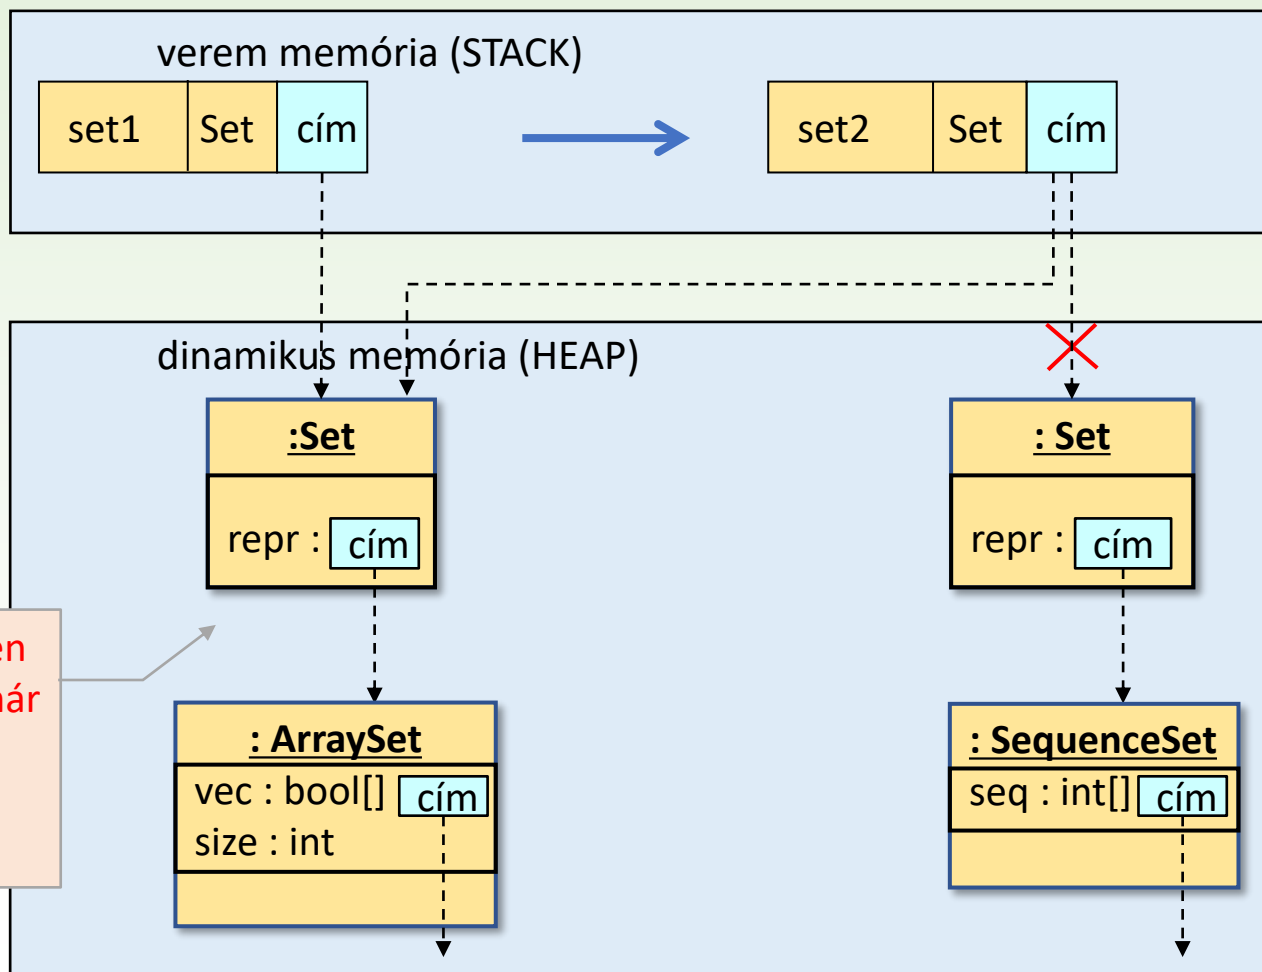 verem memória (STACK)
set1 Set cím
set2 Set cím
dinamikus memória (HEAP)
:Set
repr : cím
: Set
repr : cím
: ArraySet
vec : bool[] cím
size : int
: SequenceSet
seq : int[] cím